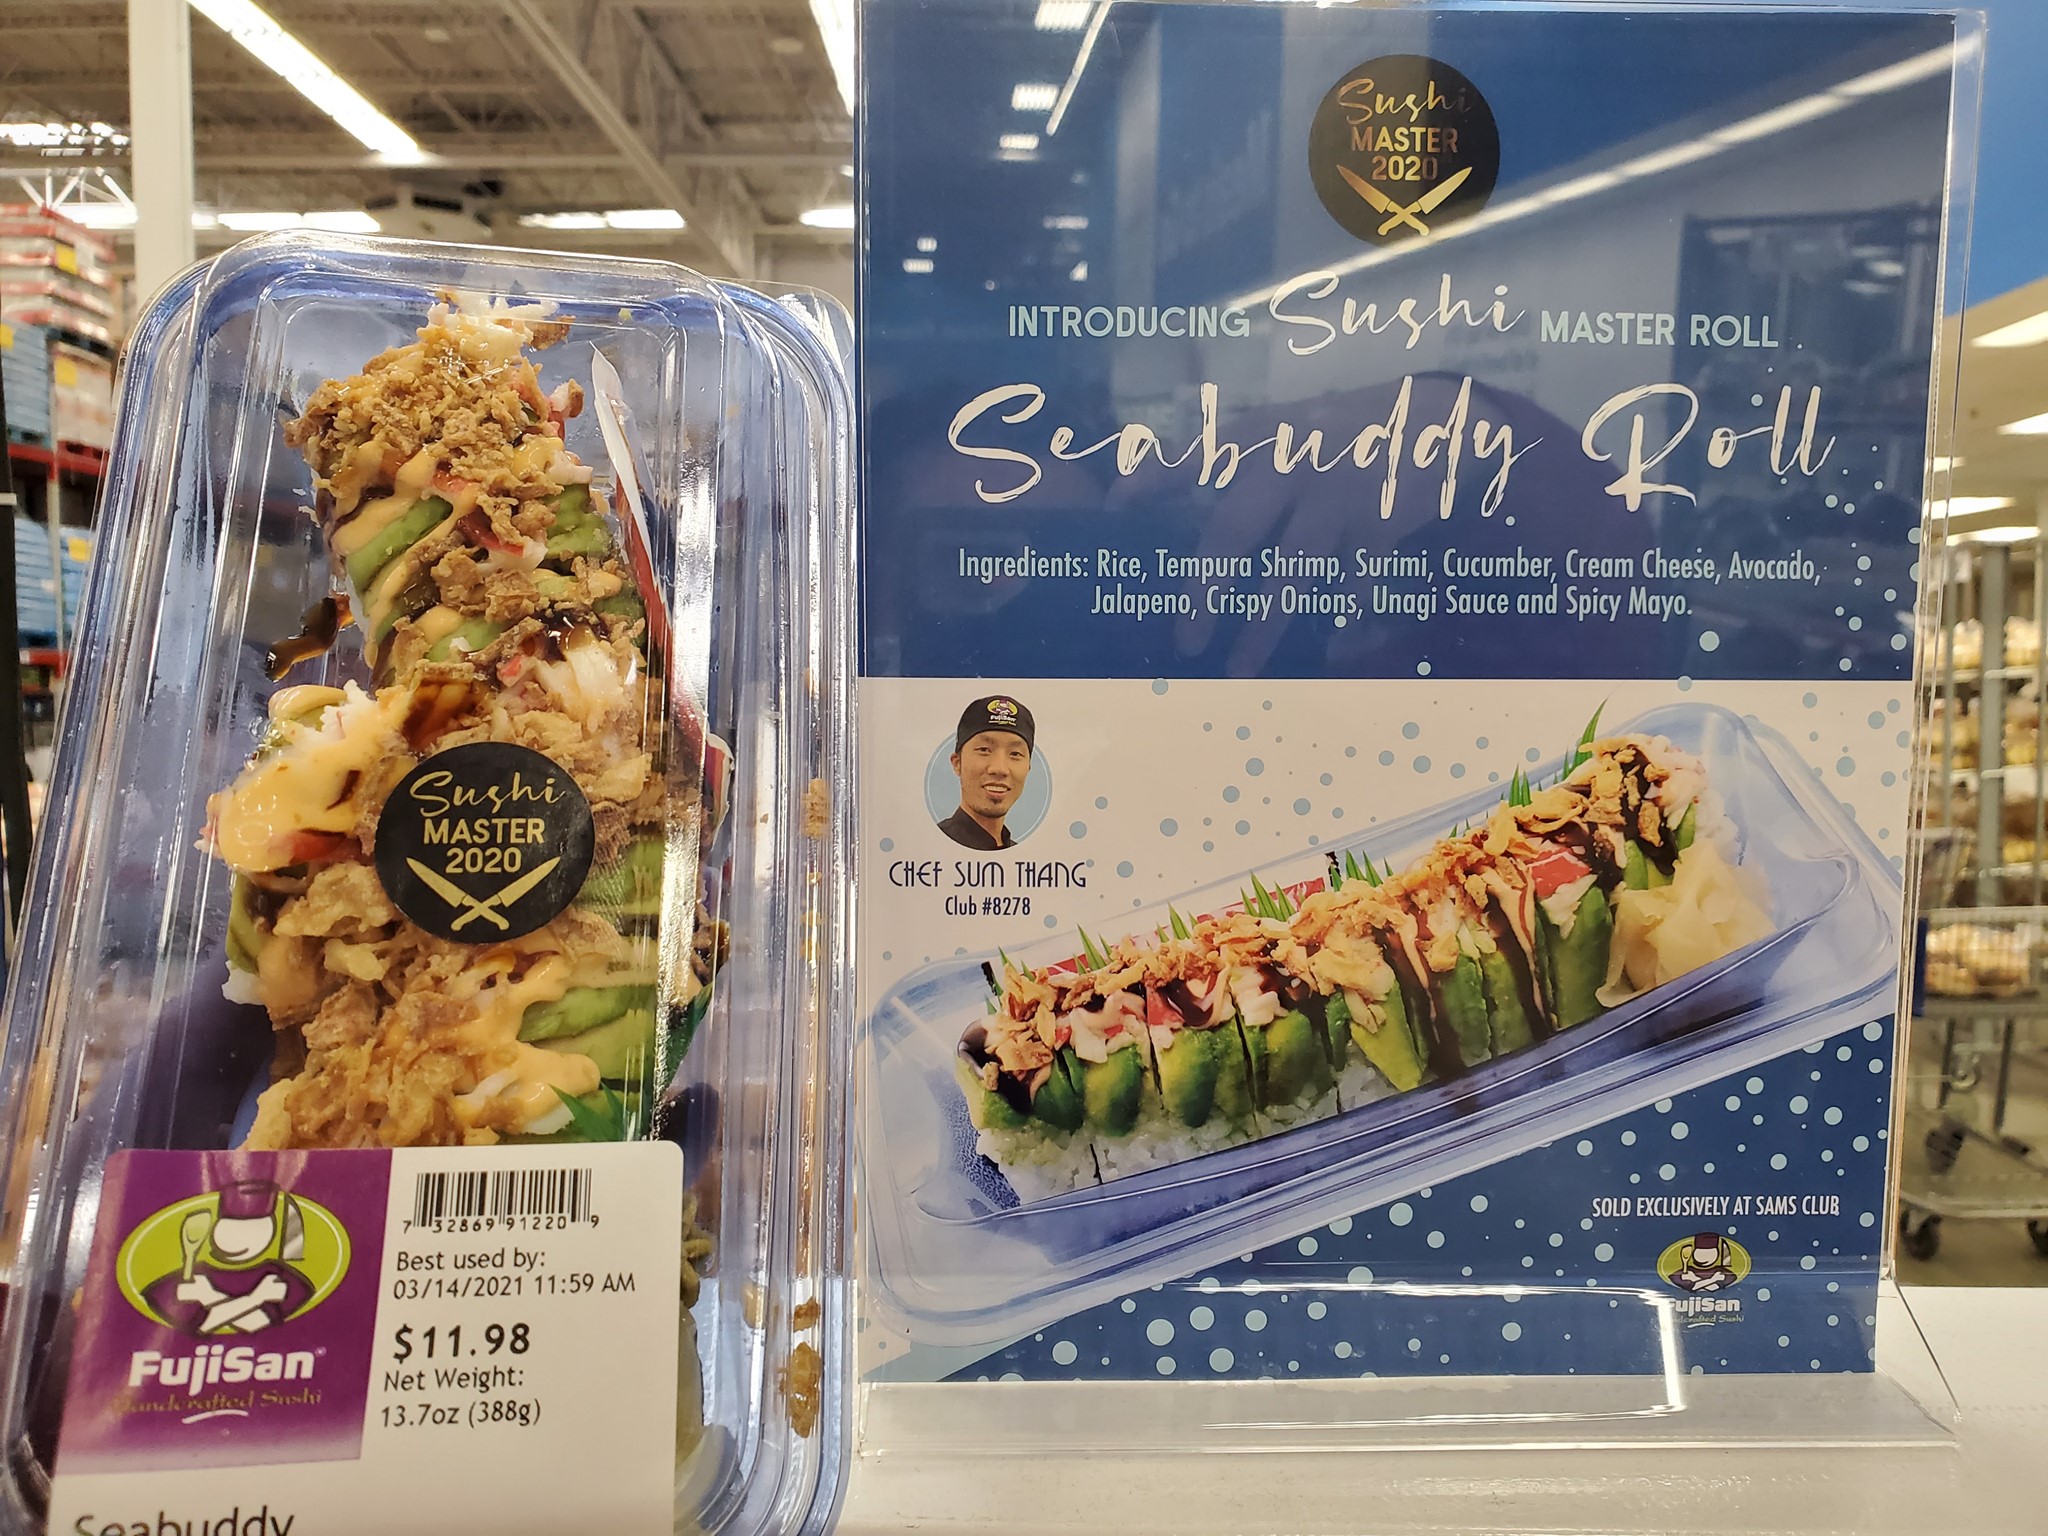 Sushi
MASTER
2020
7 32869 91220 9
Best used by:
03/14/2021 11:59 AM
$11.98
Net Weight:
13.7oz (388g)
FujiSan
Handcrafted Sushi
Seabuddy
Sushi
MASTER
2020
INTRODUCING Sushi MASTER ROLL
Seabuddy Roll
Ingredients: Rice, Tempura Shrimp, Surimi, Cucumber, Cream Cheese, Avocado,
Jalapeno, Crispy Onions, Unagi Sauce and Spicy Mayo.
FujiSan
CHEF SUM THANG
Club #8278
SOLD EXCLUSIVELY AT SAMS CLUB
FujiSan
Handcrafted Sushi